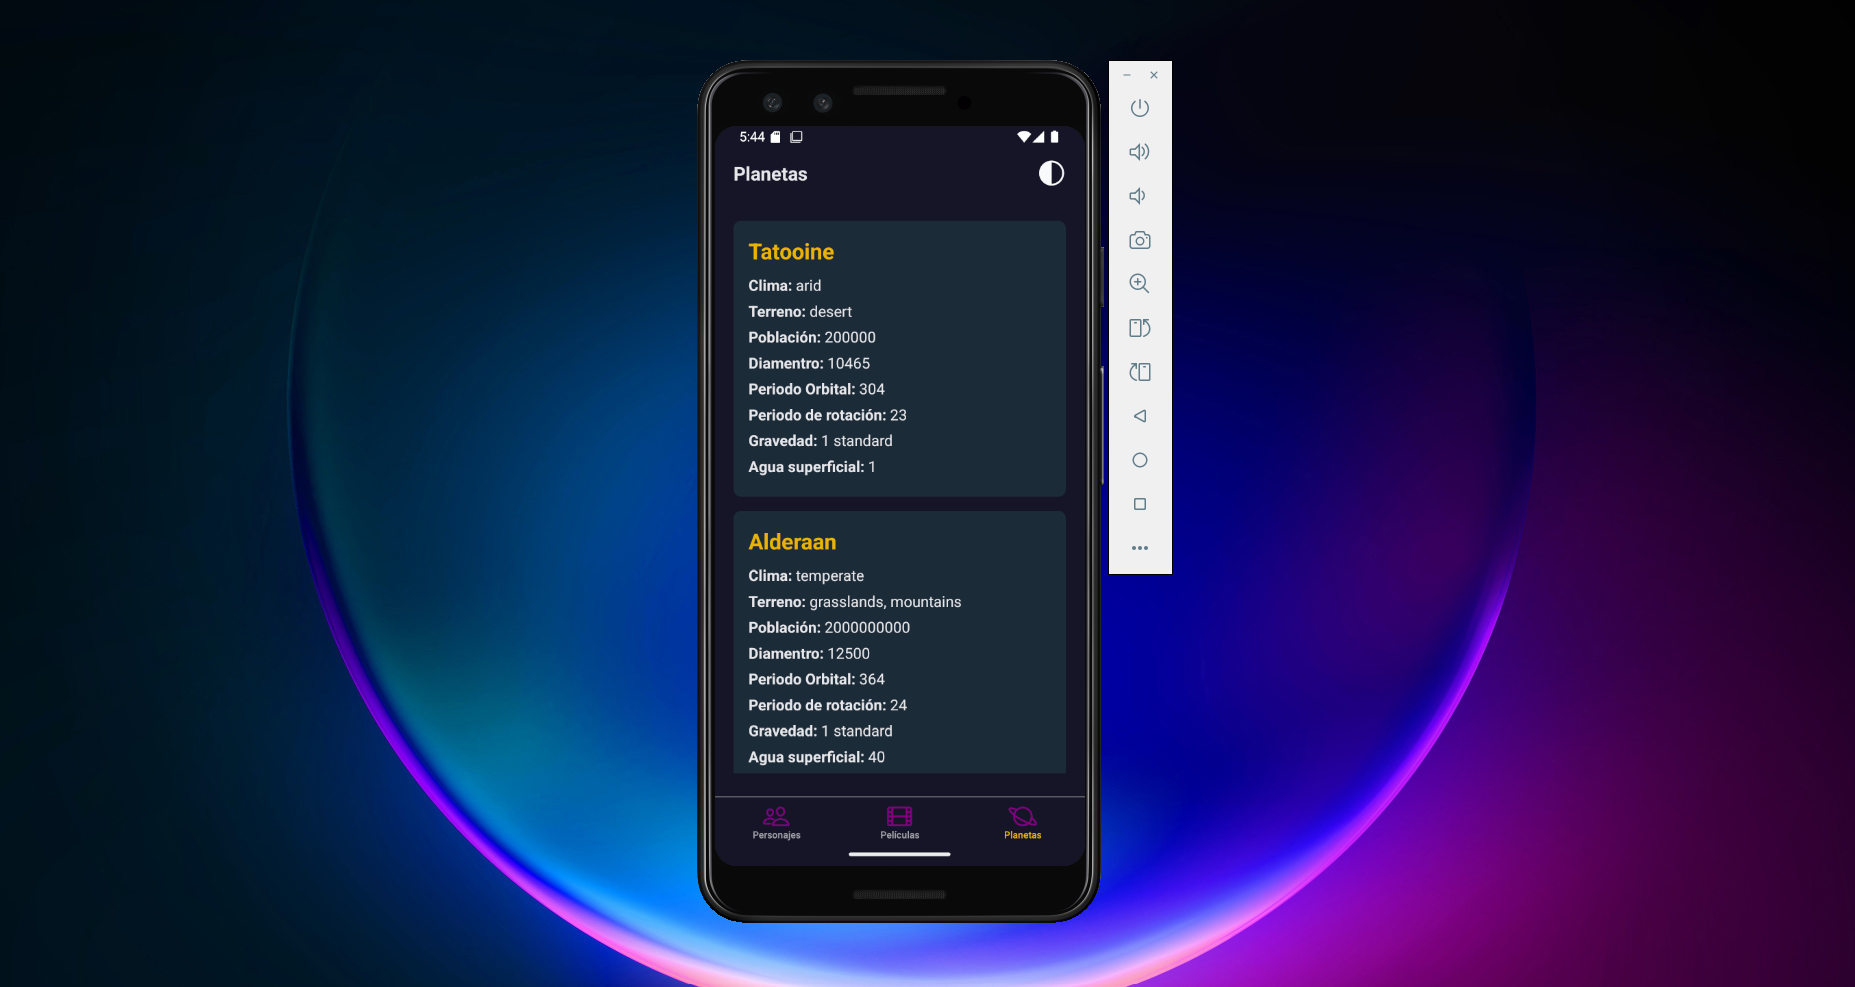 5:44
Planetas
Tatooine
Clima: arid
Terreno: desert
Población: 200000
Diamentro: 10465
Periodo Orbital: 304
Periodo de rotación: 23
Gravedad: 1 standard
Agua superficial: 1
Alderaan
Clima: temperate
Terreno: grasslands, mountains
Población: 2000000000
Diamentro: 12500
Periodo Orbital: 364
Periodo de rotación: 24
Gravedad: 1 standard
Agua superficial: 40
Personajes Películas Planetas